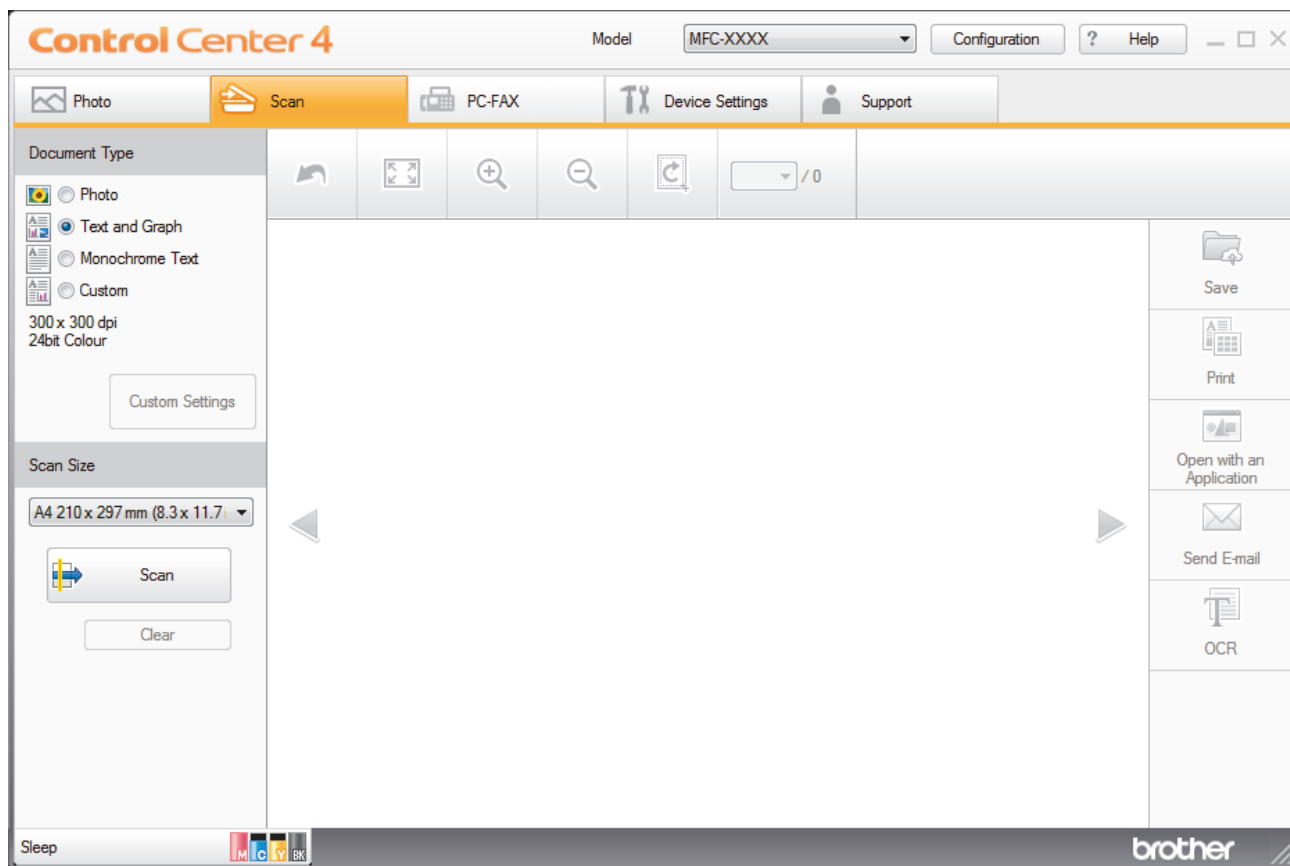 Control Center 4
Model
MFC-XXXX
Configuration
? Help
Photo
Scan
PC-FAX
Device Settings
Support
Document Type
Photo
Text and Graph
Monochrome Text
Custom
300 x 300 dpi
24bit Colour
Custom Settings
/ 0
Scan Size
A4 210 x 297 mm (8.3 x 11.7
Scan
Clear
Save
Print
Open with an
Application
Send E-mail
OCR
Sleep
M C Y BK
brother